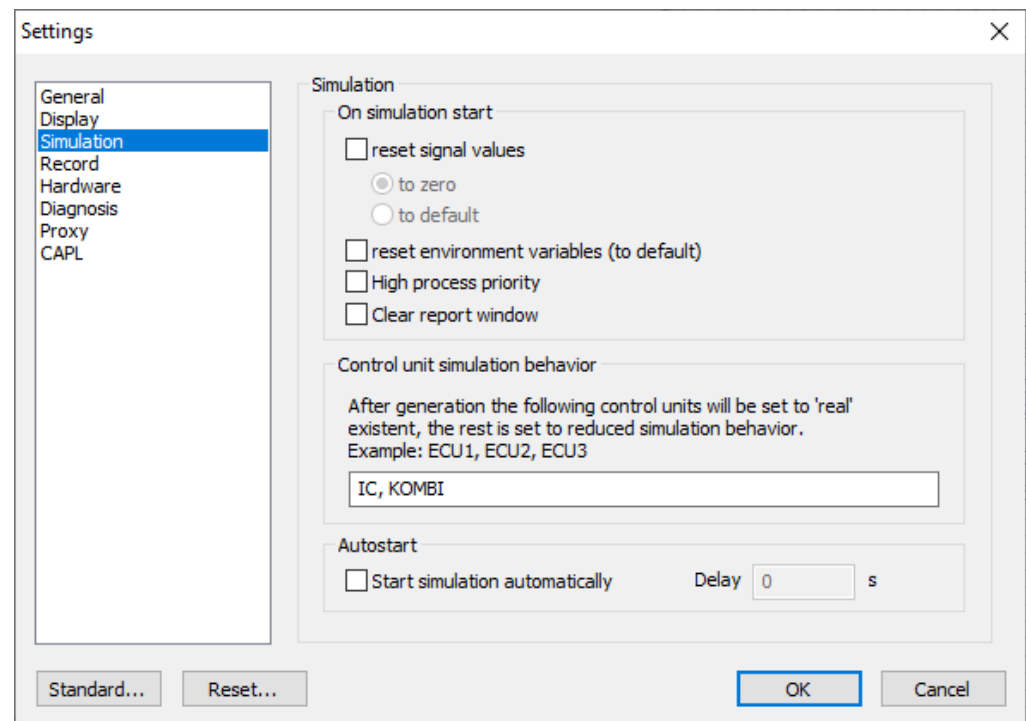 Settings
General
Display
Simulation
Record
Hardware
Diagnosis
Proxy
CAPL
Simulation
On simulation start
reset signal values
to zero
to default
reset environment variables (to default)
High process priority
Clear report window
Control unit simulation behavior
After generation the following control units will be set to 'real'
existent, the rest is set to reduced simulation behavior.
Example: ECU1, ECU2, ECU3
IC, KOMBI
Autostart
Start simulation automatically Delay 0 s
Standard... Reset... OK Cancel